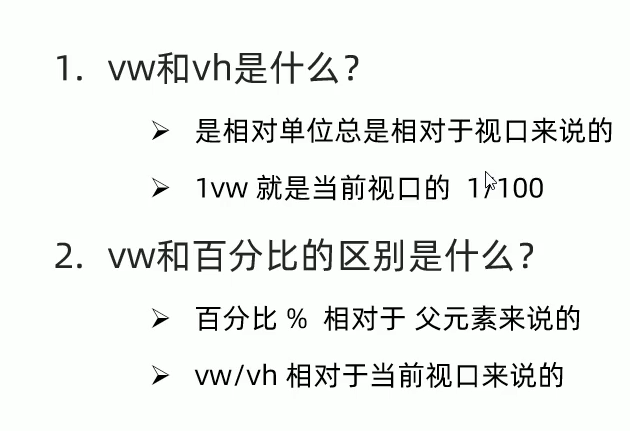 1. vw和vh是什么？
➢ 是相对单位总是相对于视口来说的
➢ 1vw 就是当前视口的 1/100
2. vw和百分比的区别是什么？
➢ 百分比 % 相对于 父元素来说的
➢ vw/vh 相对于当前视口来说的